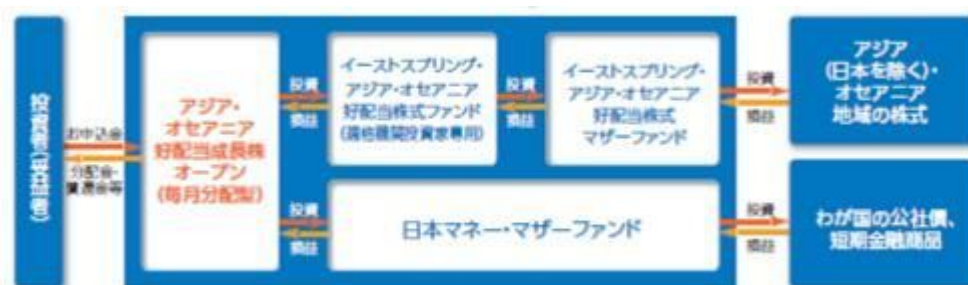 投資者(受益者)
お申込金
分配金・
償還金等
アジア・
オセアニア
好配当成長株
オープン
(毎月分配型)
投資
損益
イーストスプリング・
アジア・オセアニア
好配当株式ファンド
(適格機関投資家専用)
投資
損益
イーストスプリング・
アジア・オセアニア
好配当株式
マザーファンド
投資
損益
アジア
(日本を除く)・
オセアニア
地域の株式
投資
損益
日本マネー・マザーファンド
投資
損益
わが国の公社債、
短期金融商品